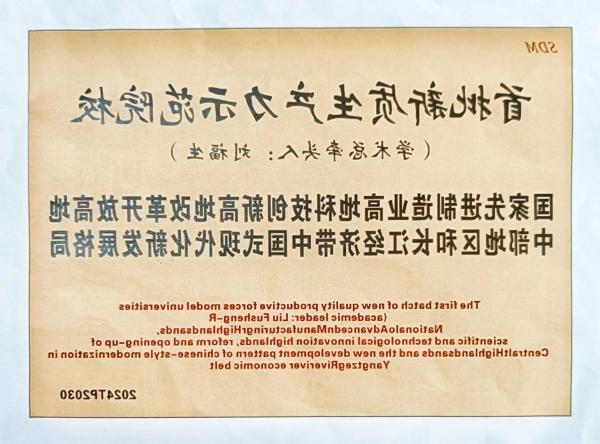 SDM
首批新质生产力示范院校
(学术总牵头人：刘福生)
国家先进制造业高地科技创新高地改革开放高地
中部地区和长江经济带中国式现代化新发展格局
The first batch of new quality productive forces model universities
(academic leader: Liu Fusheng-R
NationalaAdvancednManufacturingrHighlandsands,
scientific and technological innovation highlands, and reform and opening-up of
CentraltHighlandsands and the new development pattern of chinese-style-modernization in
YangtzegRiveriver economic belt
2024TP2030